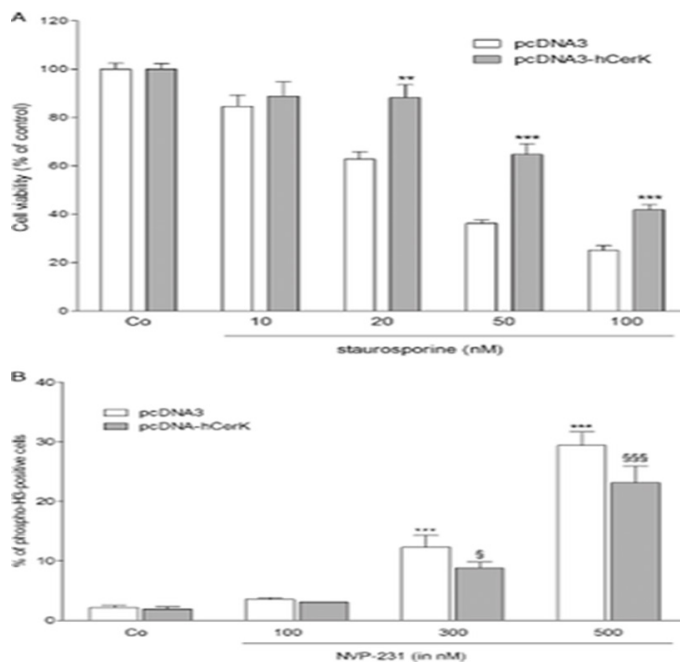 A
pcDNA3
pcDNA3-hCerK
120
100
80
60
40
20
0
Cell viability (% of control)
**
***
***
Co
10
20
50
100
staurosporine (nM)
B
pcDNA3
pcDNA-hCerK
40
30
20
10
0
% of phospho-H3-positive cells
***
$
***
§§§
Co
100
300
500
NVP-231 (in nM)